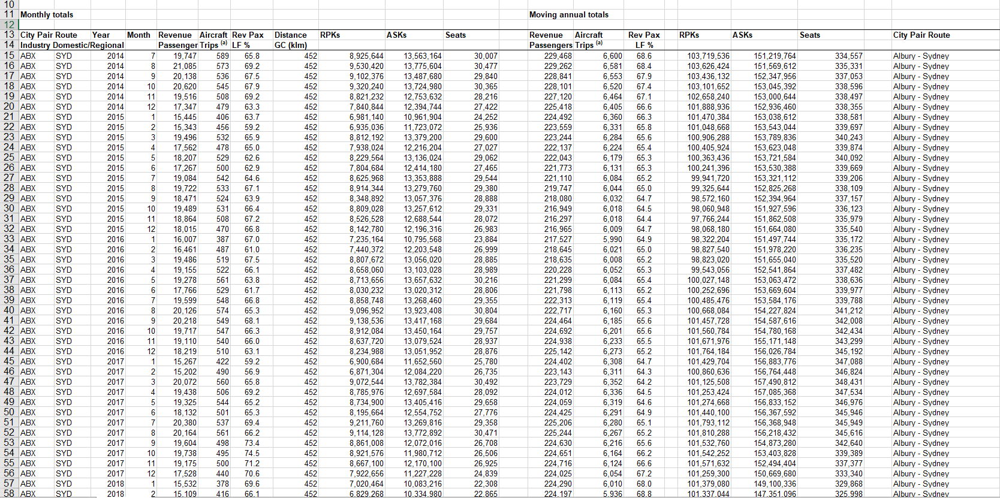 10
11 Monthly totals Moving annual totals
12
13 City Pair Route Year Month Revenue Aircraft Rev Pax Distance RPKs ASKs Seats Revenue Aircraft Rev Pax RPKs ASKs Seats City Pair Route
14 Industry Domestic/Regional Passenger Trips (a) LF % GC (klm) Passengers Trips (a) LF %
15 ABX SYD 2014 7 19,747 589 65.8 452 8,925,644 13,563,164 30,007 229,468 6,600 68.6 103,719,536 151,219,764 334,557 Albury - Sydney
16 ABX SYD 2014 8 21,085 573 69.2 452 9,530,420 13,775,604 30,477 229,262 6,581 68.4 103,626,424 151,569,612 335,331 Albury - Sydney
17 ABX SYD 2014 9 20,138 536 67.5 452 9,102,376 13,487,680 29,840 228,841 6,553 67.9 103,436,132 152,347,956 337,053 Albury - Sydney
18 ABX SYD 2014 10 20,620 545 67.9 452 9,320,240 13,724,980 30,365 228,101 6,520 67.4 103,101,652 153,045,392 338,596 Albury - Sydney
19 ABX SYD 2014 11 19,516 508 69.2 452 8,821,232 12,753,632 28,216 227,120 6,464 67.1 102,658,240 153,000,644 338,497 Albury - Sydney
20 ABX SYD 2014 12 17,347 479 63.3 452 7,840,844 12,394,744 27,422 225,418 6,405 66.6 101,888,936 152,936,460 338,355 Albury - Sydney
21 ABX SYD 2015 1 15,445 406 63.7 452 6,981,140 10,961,904 24,252 224,492 6,360 66.3 101,470,384 153,038,612 338,581 Albury - Sydney
22 ABX SYD 2015 2 15,343 456 59.2 452 6,935,036 11,723,072 25,936 223,559 6,331 65.8 101,048,668 153,543,044 339,697 Albury - Sydney
23 ABX SYD 2015 3 19,496 532 65.9 452 8,812,192 13,379,200 29,600 223,244 6,284 65.6 100,906,288 153,789,836 340,243 Albury - Sydney
24 ABX SYD 2015 4 17,562 478 65.0 452 7,938,024 12,216,204 27,027 222,137 6,224 65.4 100,405,924 153,623,048 339,874 Albury - Sydney
25 ABX SYD 2015 5 18,207 529 62.6 452 8,229,564 13,136,024 29,062 222,043 6,179 65.3 100,363,436 153,721,584 340,092 Albury - Sydney
26 ABX SYD 2015 6 17,267 500 62.9 452 7,804,684 12,414,180 27,465 221,773 6,131 65.3 100,241,396 153,530,388 339,669 Albury - Sydney
27 ABX SYD 2015 7 19,084 542 64.6 452 8,625,968 13,353,888 29,544 221,110 6,084 65.2 99,941,720 153,321,112 339,206 Albury - Sydney
28 ABX SYD 2015 8 19,722 533 67.1 452 8,914,344 13,279,760 29,380 219,747 6,044 65.0 99,325,644 152,825,268 338,109 Albury - Sydney
29 ABX SYD 2015 9 18,471 524 63.9 452 8,348,892 13,057,376 28,888 218,080 6,032 64.7 98,572,160 152,394,964 337,157 Albury - Sydney
30 ABX SYD 2015 10 19,489 531 66.4 452 8,809,028 13,257,612 29,331 216,949 6,018 64.5 98,060,948 151,927,596 336,123 Albury - Sydney
31 ABX SYD 2015 11 18,864 508 67.2 452 8,526,528 12,688,544 28,072 216,297 6,018 64.4 97,766,244 151,862,508 335,979 Albury - Sydney
32 ABX SYD 2015 12 18,015 470 66.8 452 8,142,780 12,196,316 26,983 216,965 6,009 64.7 98,068,180 151,664,080 335,540 Albury - Sydney
33 ABX SYD 2016 1 16,007 387 67.0 452 7,235,164 10,795,568 23,884 217,527 5,990 64.9 98,322,204 151,497,744 335,172 Albury - Sydney
34 ABX SYD 2016 2 16,461 487 61.0 452 7,440,372 12,203,548 26,999 218,645 6,021 65.0 98,827,540 151,978,220 336,235 Albury - Sydney
35 ABX SYD 2016 3 19,486 519 67.5 452 8,807,672 13,056,020 28,885 218,635 6,008 65.2 98,823,020 151,655,040 335,520 Albury - Sydney
36 ABX SYD 2016 4 19,155 522 66.1 452 8,658,060 13,103,028 28,989 220,228 6,052 65.3 99,543,056 152,541,864 337,482 Albury - Sydney
37 ABX SYD 2016 5 19,278 561 63.8 452 8,713,656 13,657,632 30,216 221,299 6,084 65.4 100,027,148 153,063,472 338,636 Albury - Sydney
38 ABX SYD 2016 6 17,766 529 61.7 452 8,030,232 13,020,312 28,806 221,798 6,113 65.2 100,252,696 153,669,604 339,977 Albury - Sydney
39 ABX SYD 2016 7 19,599 548 66.8 452 8,858,748 13,268,460 29,355 222,313 6,119 65.4 100,485,476 153,584,176 339,788 Albury - Sydney
40 ABX SYD 2016 8 20,126 574 65.3 452 9,096,952 13,923,408 30,804 222,717 6,160 65.3 100,668,084 154,227,824 341,212 Albury - Sydney
41 ABX SYD 2016 9 20,218 549 68.1 452 9,138,536 13,417,168 29,684 224,464 6,185 65.6 101,457,728 154,587,616 342,008 Albury - Sydney
42 ABX SYD 2016 10 19,717 547 66.3 452 8,912,084 13,450,164 29,757 224,692 6,201 65.6 101,560,784 154,780,168 342,434 Albury - Sydney
43 ABX SYD 2016 11 19,110 540 66.0 452 8,637,720 13,079,524 28,937 224,938 6,233 65.5 101,671,976 155,171,148 343,299 Albury - Sydney
44 ABX SYD 2016 12 18,219 510 63.1 452 8,234,988 13,051,952 28,876 225,142 6,273 65.2 101,764,184 156,026,784 345,192 Albury - Sydney
45 ABX SYD 2017 1 15,267 422 59.2 452 6,900,684 11,652,560 25,780 224,402 6,308 64.7 101,429,704 156,883,776 347,088 Albury - Sydney
46 ABX SYD 2017 2 15,202 490 56.9 452 6,871,304 12,084,220 26,735 223,143 6,311 64.3 100,860,636 156,764,448 346,824 Albury - Sydney
47 ABX SYD 2017 3 20,072 560 65.8 452 9,072,544 13,782,384 30,492 223,729 6,352 64.2 101,125,508 157,490,812 348,431 Albury - Sydney
48 ABX SYD 2017 4 19,438 506 69.2 452 8,785,976 12,697,584 28,092 224,012 6,336 64.5 101,253,424 157,085,368 347,534 Albury - Sydney
49 ABX SYD 2017 5 19,325 544 65.2 452 8,734,900 13,405,416 29,658 224,059 6,319 64.6 101,274,668 156,833,152 346,976 Albury - Sydney
50 ABX SYD 2017 6 18,132 501 65.3 452 8,195,664 12,554,752 27,776 224,425 6,291 64.9 101,440,100 156,367,592 345,946 Albury - Sydney
51 ABX SYD 2017 7 20,380 537 69.4 452 9,211,760 13,269,816 29,358 225,206 6,280 65.1 101,793,112 156,368,948 345,949 Albury - Sydney
52 ABX SYD 2017 8 20,164 561 66.2 452 9,114,128 13,772,892 30,471 225,244 6,267 65.2 101,810,288 156,218,432 345,616 Albury - Sydney
53 ABX SYD 2017 9 19,604 498 73.4 452 8,861,008 12,072,016 26,708 224,630 6,216 65.6 101,532,760 154,873,280 342,640 Albury - Sydney
54 ABX SYD 2017 10 19,738 495 74.5 452 8,921,576 11,980,712 26,506 224,651 6,164 66.2 101,542,252 153,403,828 339,389 Albury - Sydney
55 ABX SYD 2017 11 19,175 500 71.2 452 8,667,100 12,170,100 26,925 224,716 6,124 66.6 101,571,632 152,494,404 337,377 Albury - Sydney
56 ABX SYD 2017 12 17,528 440 70.6 452 7,922,656 11,227,228 24,839 224,025 6,054 67.2 101,259,300 150,669,680 333,340 Albury - Sydney
57 ABX SYD 2018 1 15,532 378 69.6 452 7,020,464 10,083,216 22,308 224,290 6,010 68.0 101,379,080 149,100,336 329,868 Albury - Sydney
58 ABX SYD 2018 2 15,109 416 66.1 452 6,829,268 10,334,980 22,865 224,197 5,936 68.8 101,337,044 147,351,096 325,998 Albury - Sydney